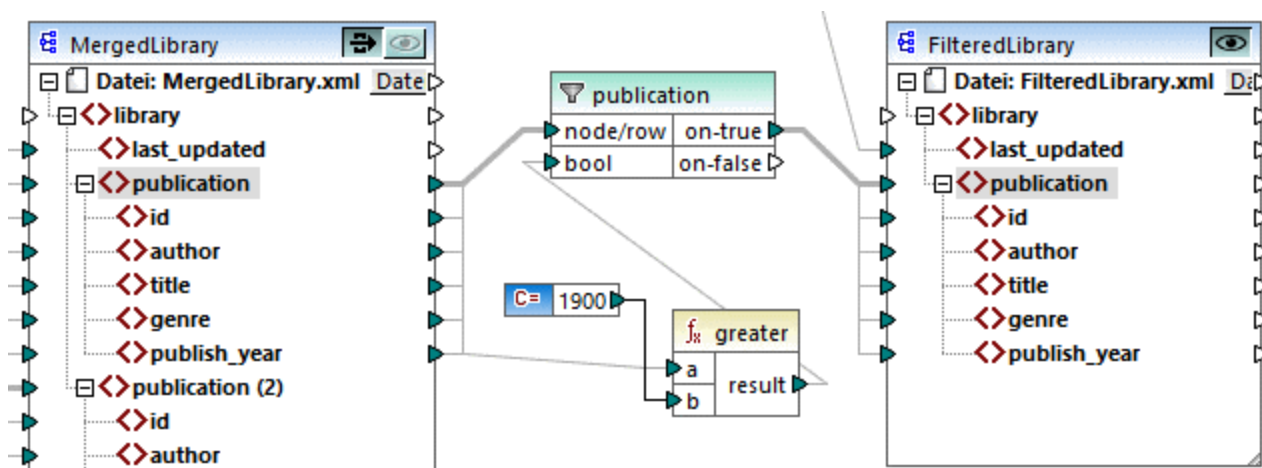 MergedLibrary
Datei: MergedLibrary.xml Date
library
last_updated
publication
id
author
title
genre
publish_year
publication (2)
id
author
publication
node/row on-true
bool on-false
C= 1900
fx greater
a
result
b
FilteredLibrary
Datei: FilteredLibrary.xml
library
last_updated
publication
id
author
title
genre
publish_year